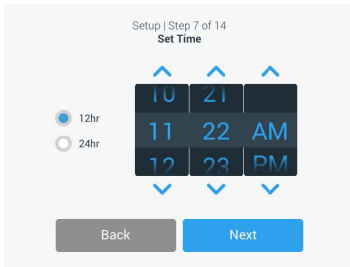 Setup | Step 7 of 14
Set Time
10 21
12hr
11 22 AM
24hr
12 23 PM
Back Next